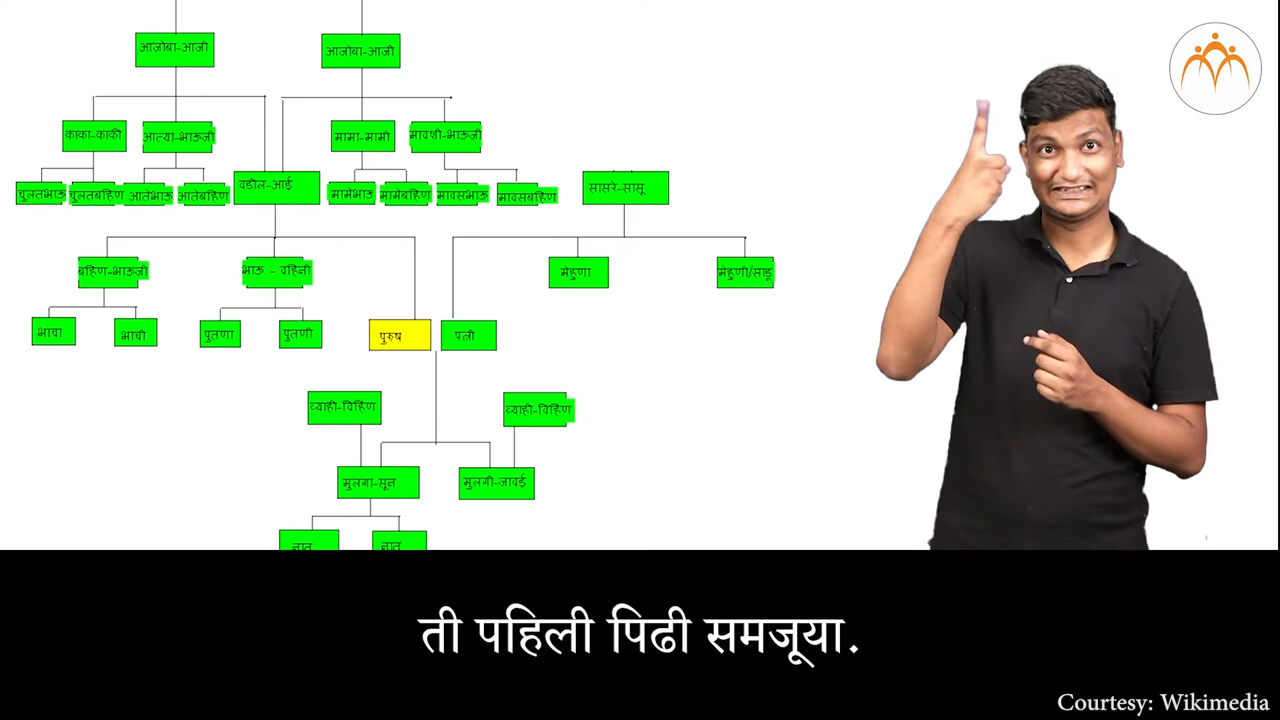 आजोबा-आजी
आजोबा-आजी
काका-काकी
आत्या-भाऊजी
मामा-मामी
मावशी-भाऊजी
चुलतभाऊ
चुलतबहिण
आतेभाऊ
आतेबहिण
वडील-आई
मामेभाऊ
मामेबहिण
मावसभाऊ
मावसबहिण
सासरे-सासू
बहिण-भाऊजी
भाऊ - वहिनी
मेहुणा
मेहुणी/साडू
भाचा
भाची
पुतणा
पुतणी
पुरुष
पत्नी
व्याही-विहिण
व्याही-विहिण
मुलगा-सून
मुलगी-जावई
नातू
नात
ती पहिली पिढी समजूया.
Courtesy: Wikimedia